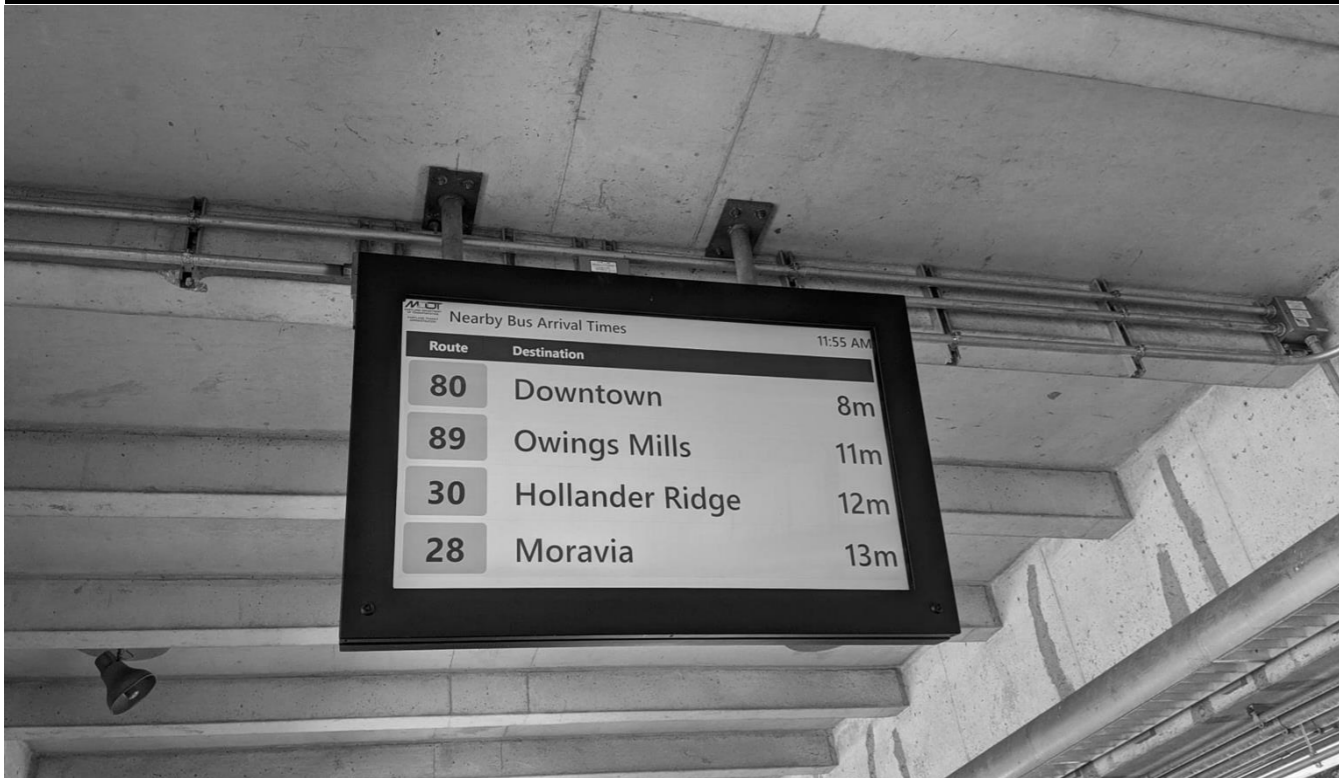 MDOT
Nearby Bus Arrival Times 11:55 AM
Route Destination
80 Downtown 8m
89 Owings Mills 11m
30 Hollander Ridge 12m
28 Moravia 13m